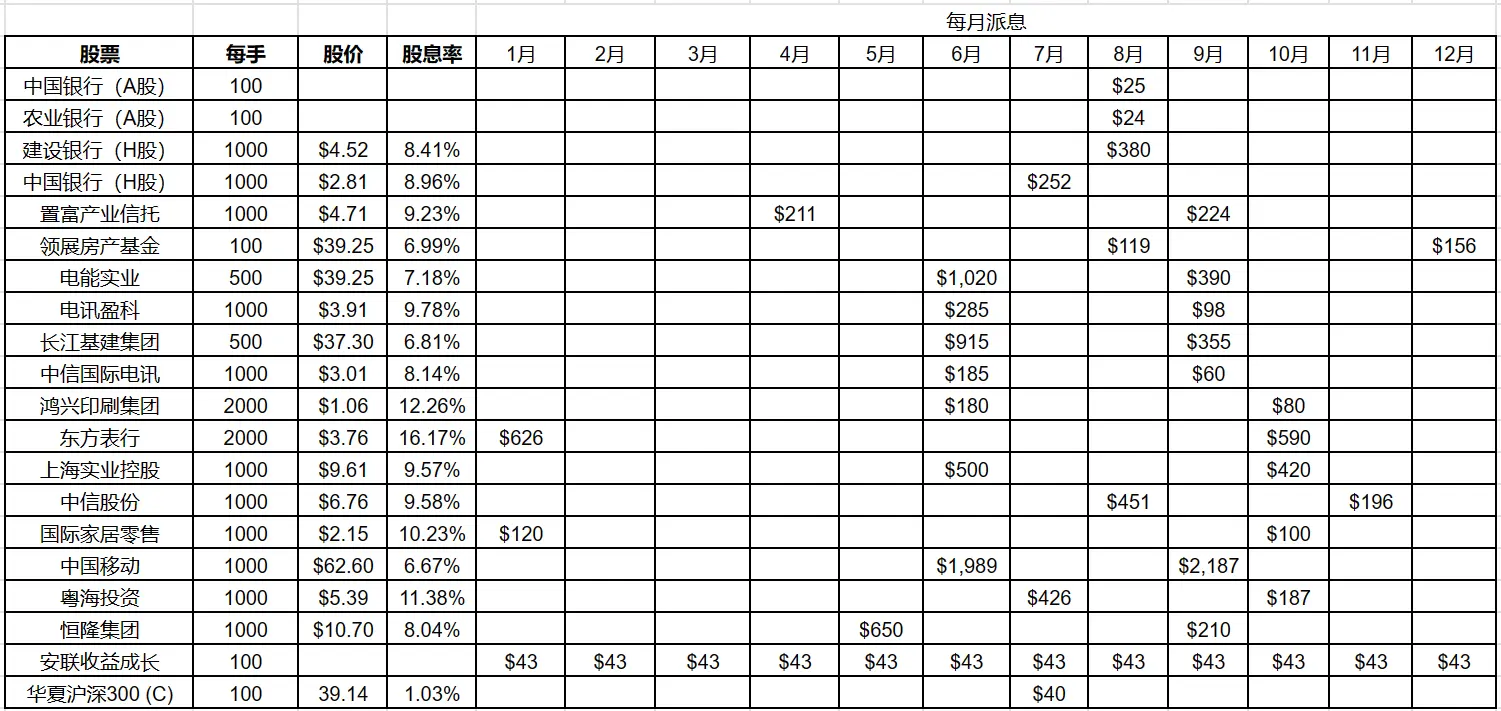 每月派息
股票 每手 股价 股息率 1月 2月 3月 4月 5月 6月 7月 8月 9月 10月 11月 12月
中国银行（A股） 100 $25
农业银行（A股） 100 $24
建设银行（H股） 1000 $4.52 8.41% $380
中国银行（H股） 1000 $2.81 8.96% $252
置富产业信托 1000 $4.71 9.23% $211 $224
领展房产基金 100 $39.25 6.99% $119 $156
电能实业 500 $39.25 7.18% $1,020 $390
电讯盈科 1000 $3.91 9.78% $285 $98
长江基建集团 500 $37.30 6.81% $915 $355
中信国际电讯 1000 $3.01 8.14% $185 $60
鸿兴印刷集团 2000 $1.06 12.26% $180 $80
东方表行 2000 $3.76 16.17% $626 $590
上海实业控股 1000 $9.61 9.57% $500 $420
中信股份 1000 $6.76 9.58% $451 $196
国际家居零售 1000 $2.15 10.23% $120 $100
中国移动 1000 $62.60 6.67% $1,989 $2,187
粤海投资 1000 $5.39 11.38% $426 $187
恒隆集团 1000 $10.70 8.04% $650 $210
安联收益成长 100 $43 $43 $43 $43 $43 $43 $43 $43 $43 $43 $43 $43
华夏沪深300 (C) 100 39.14 1.03% $40